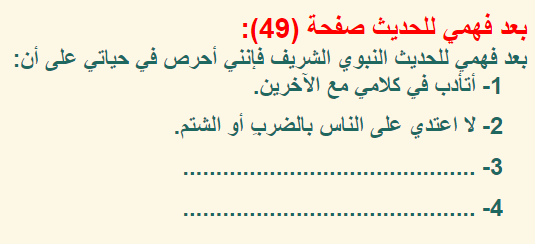 بعد فهمي للحديث صفحة (49):
بعد فهمي للحديث النبوي الشريف فإنني أحرص في حياتي على أن:
1- أتأدب في كلامي مع الآخرين.
2- لا اعتدي على الناس بالضربِ أو الشتم.
3- .............................................
4- .............................................